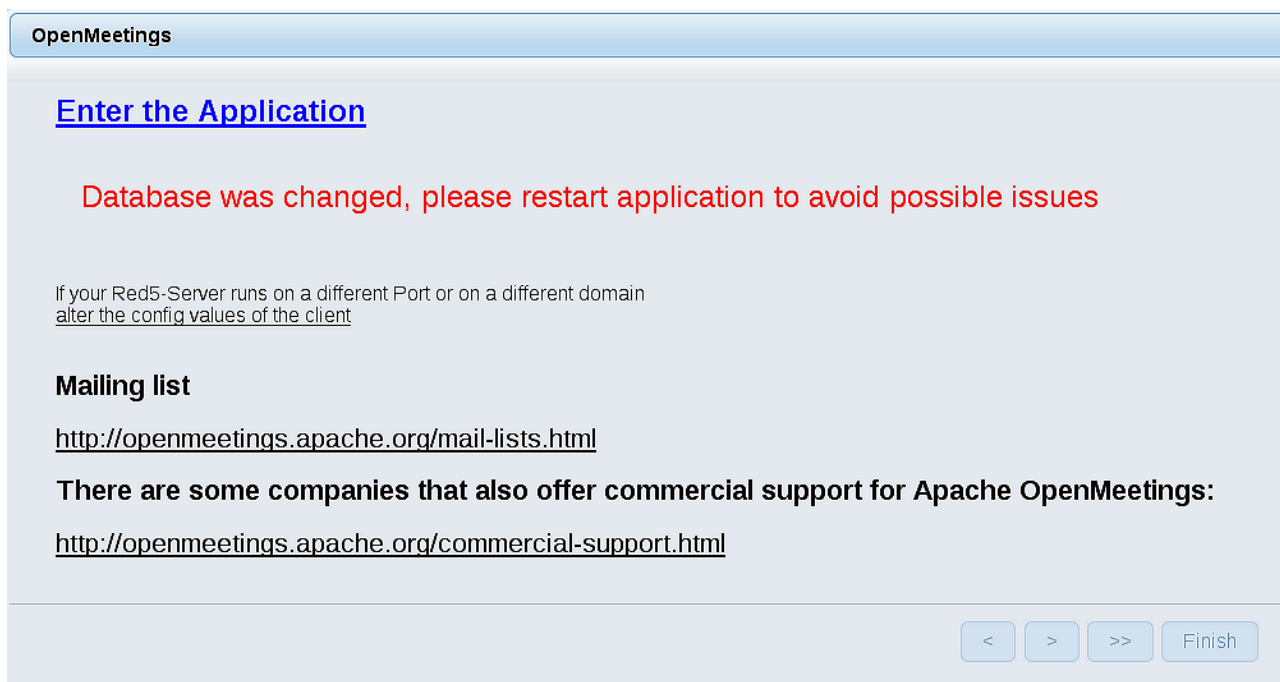 OpenMeetings
Enter the Application
Database was changed, please restart application to avoid possible issues
If your Red5-Server runs on a different Port or on a different domain
alter the config values of the client
Mailing list
http://openmeetings.apache.org/mail-lists.html
There are some companies that also offer commercial support for Apache OpenMeetings:
http://openmeetings.apache.org/commercial-support.html
< > >> Finish